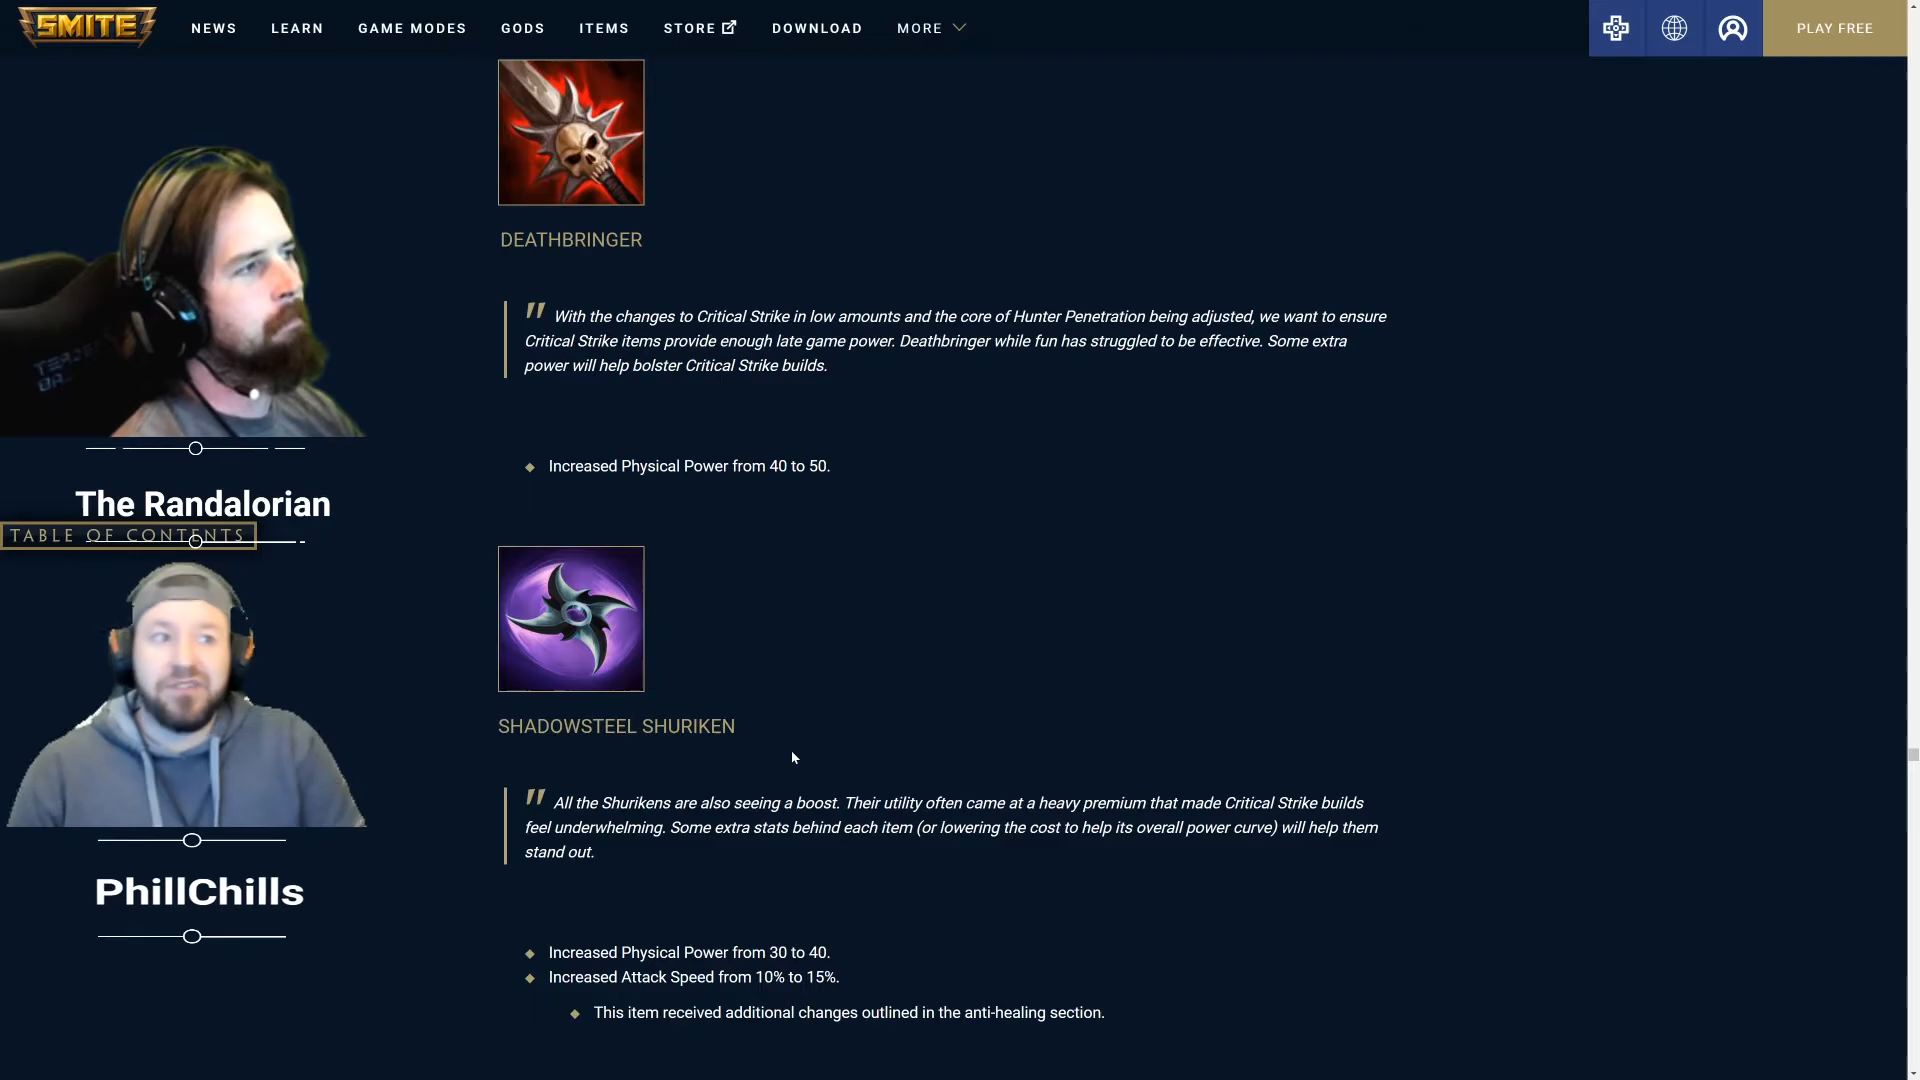 SMITE
NEWS LEARN GAME MODES GODS ITEMS STORE DOWNLOAD MORE PLAY FREE
DEATHBRINGER
" With the changes to Critical Strike in low amounts and the core of Hunter Penetration being adjusted, we want to ensure
Critical Strike items provide enough late game power. Deathbringer while fun has struggled to be effective. Some extra
power will help bolster Critical Strike builds.
Increased Physical Power from 40 to 50.
The Randalorian
TABLE OF CONTENTS
SHADOWSTEEL SHURIKEN
" All the Shurikens are also seeing a boost. Their utility often came at a heavy premium that made Critical Strike builds
feel underwhelming. Some extra stats behind each item (or lowering the cost to help its overall power curve) will help them
stand out.
PhillChills
Increased Physical Power from 30 to 40.
Increased Attack Speed from 10% to 15%.
This item received additional changes outlined in the anti-healing section.